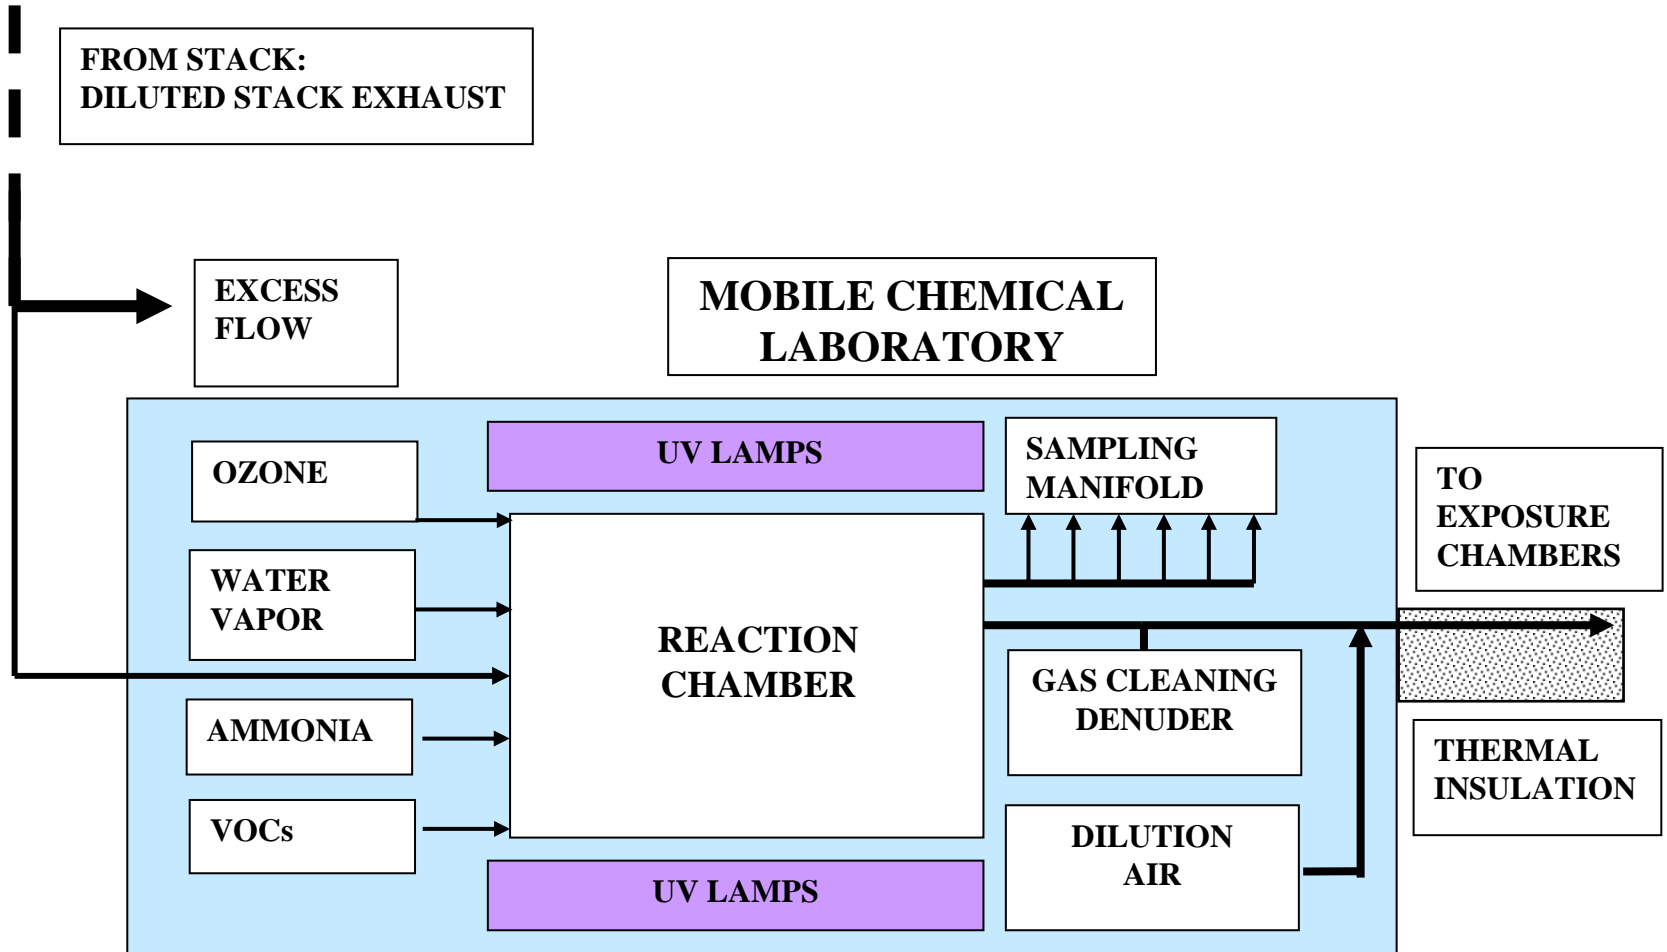 FROM STACK:
DILUTED STACK EXHAUST
EXCESS
FLOW
MOBILE CHEMICAL
LABORATORY
OZONE
WATER
VAPOR
AMMONIA
VOCs
UV LAMPS
REACTION
CHAMBER
UV LAMPS
SAMPLING
MANIFOLD
GAS CLEANING
DENUDER
DILUTION
AIR
TO
EXPOSURE
CHAMBERS
THERMAL
INSULATION